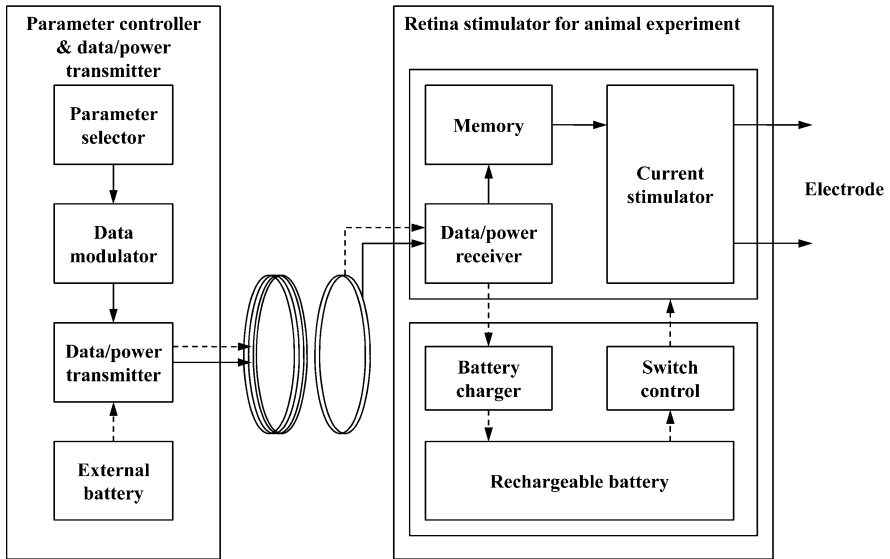 Parameter controller
& data/power
transmitter
Parameter
selector
Data
modulator
Data/power
transmitter
External
battery
Retina stimulator for animal experiment
Memory
Current
stimulator
Data/power
receiver
Electrode
Battery
charger
Switch
control
Rechargeable battery